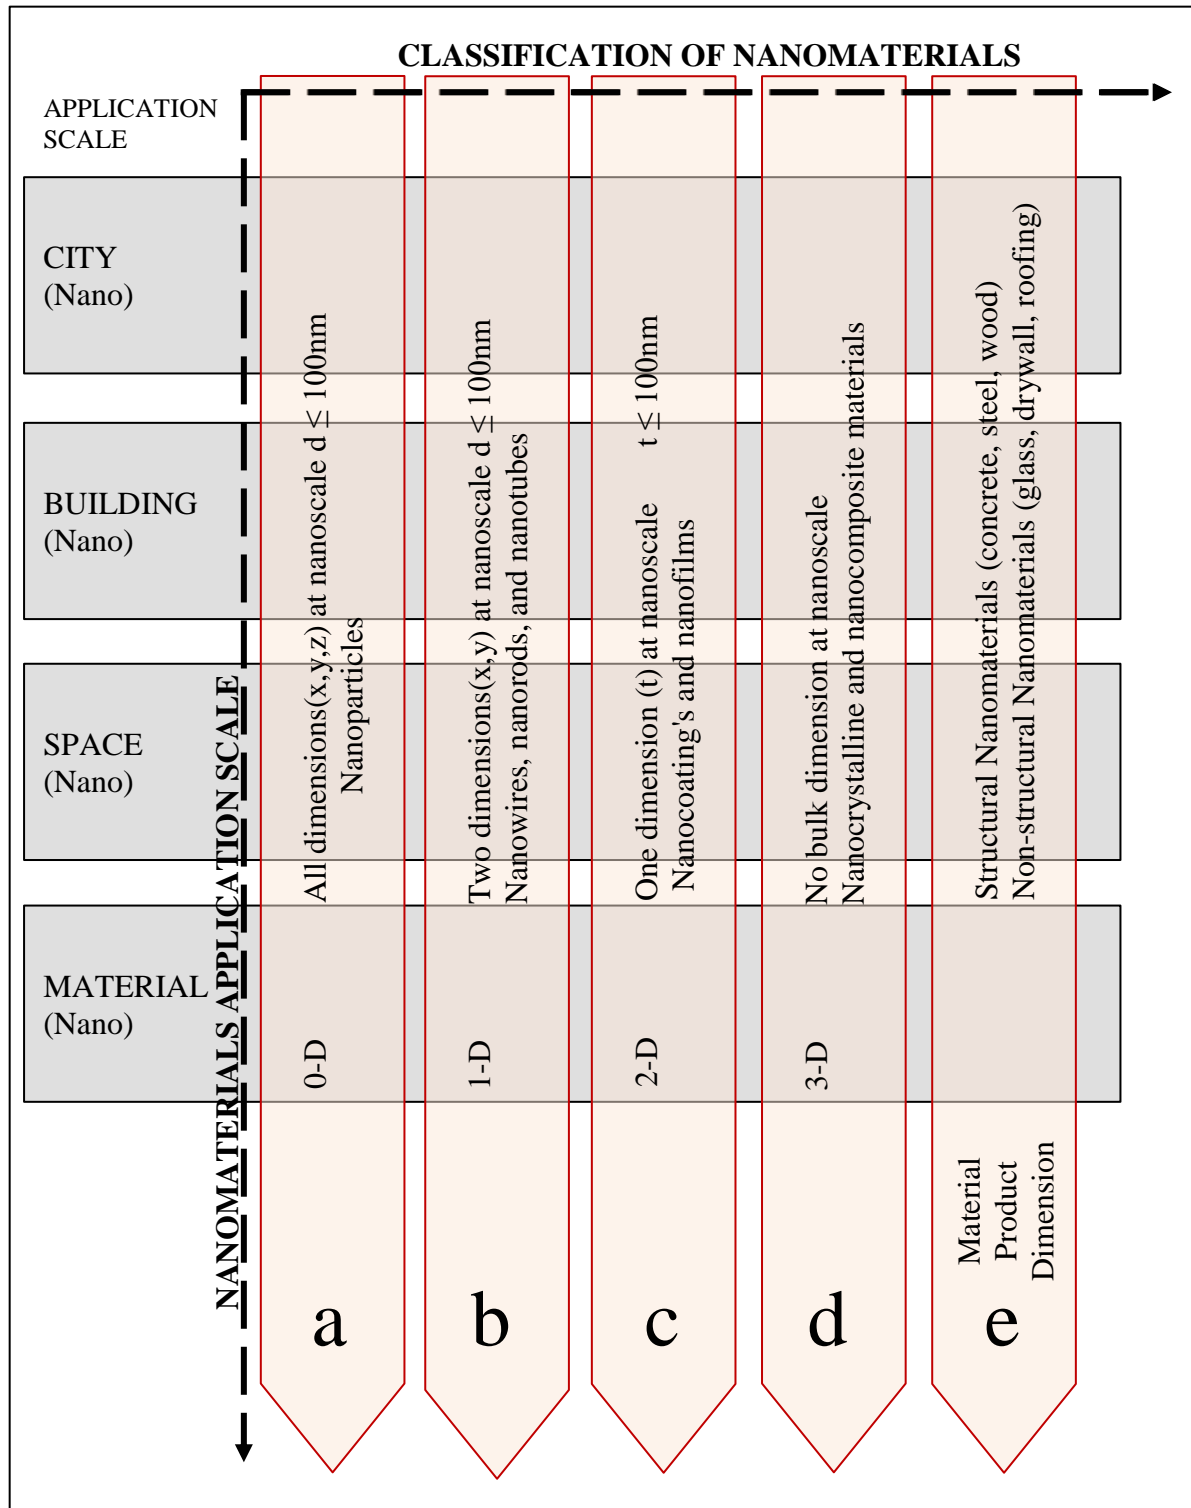 CLASSIFICATION OF NANOMATERIALS
APPLICATION
SCALE
CITY
(Nano)
BUILDING
(Nano)
SPACE
(Nano)
MATERIAL
(Nano)
NANOMATERIALS APPLICATION SCALE
0-D
All dimensions(x,y,z) at nanoscale d ≤ 100nm
Nanoparticles
a
1-D
Two dimensions(x,y) at nanoscale d ≤ 100nm
Nanowires, nanorods, and nanotubes
b
2-D
One dimension (t) at nanoscale t ≤ 100nm
Nanocoating's and nanofilms
c
3-D
No bulk dimension at nanoscale
Nanocrystalline and nanocomposite materials
d
Material
Product
Dimension
Structural Nanomaterials (concrete, steel, wood)
Non-structural Nanomaterials (glass, drywall, roofing)
e